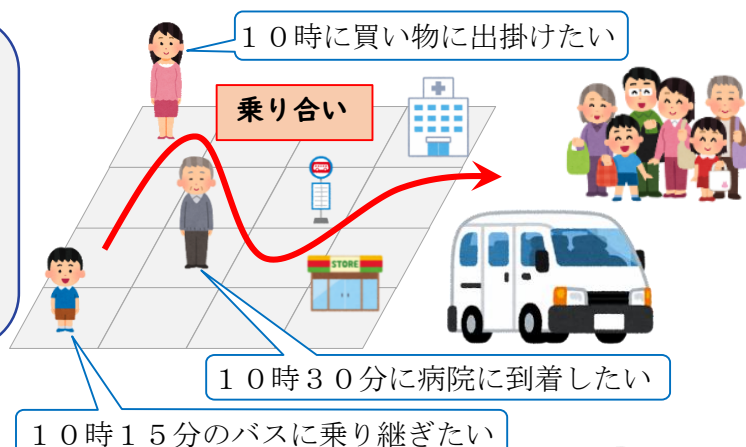 １０時に買い物に出掛けたい
乗り合い
STORE
１０時３０分に病院に到着したい
１０時１５分のバスに乗り継ぎたい